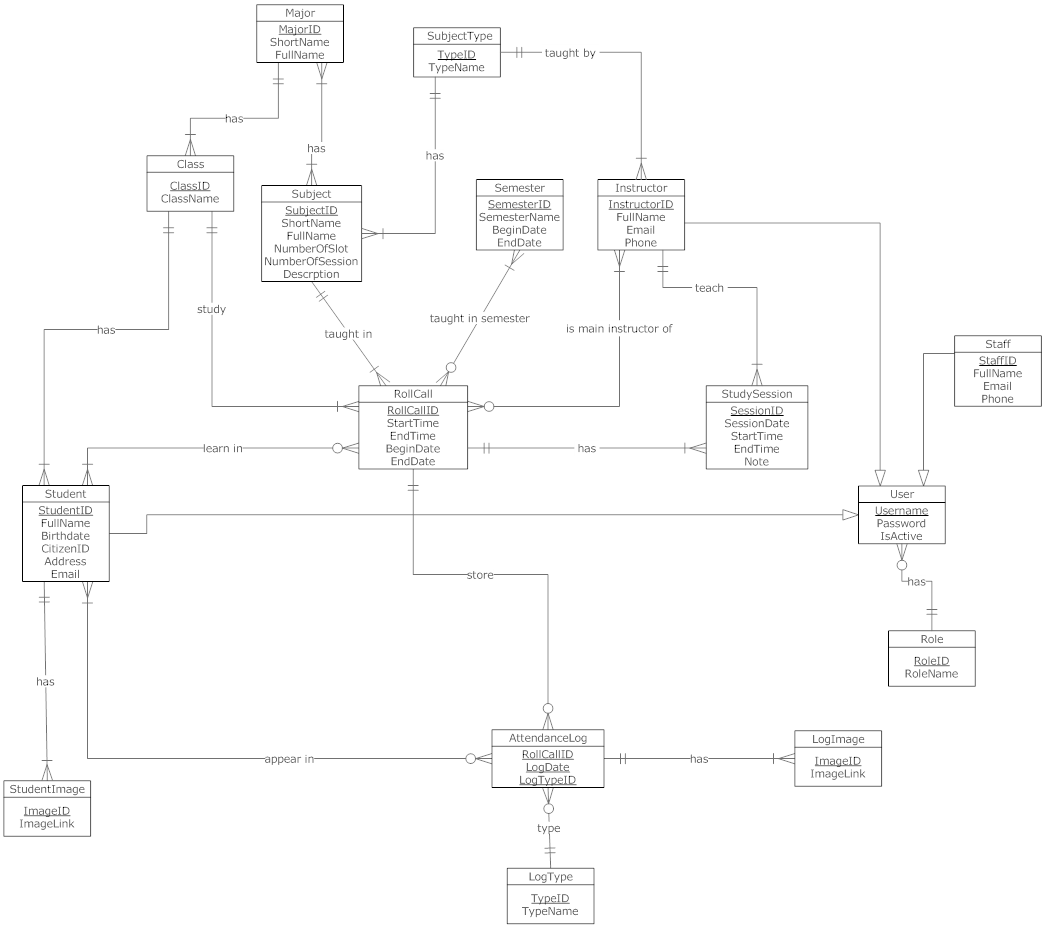 Major
MajorID
ShortName
FullName
SubjectType
TypeID
TypeName
taught by
has
has
has
Class
ClassID
ClassName
Subject
SubjectID
ShortName
FullName
NumberOfSlot
NumberOfSession
Descrption
Semester
SemesterID
SemesterName
BeginDate
EndDate
Instructor
InstructorID
FullName
Email
Phone
teach
study
has
taught in
taught in semester
is main instructor of
Staff
StaffID
FullName
Email
Phone
RollCall
RollCallID
StartTime
EndTime
BeginDate
EndDate
StudySession
SessionID
SessionDate
StartTime
EndTime
Note
learn in
has
Student
StudentID
FullName
Birthdate
CitizenID
Address
Email
User
Username
Password
IsActive
store
has
Role
RoleID
RoleName
has
appear in
AttendanceLog
RollCallID
LogDate
LogTypeID
has
LogImage
ImageID
ImageLink
StudentImage
ImageID
ImageLink
type
LogType
TypeID
TypeName